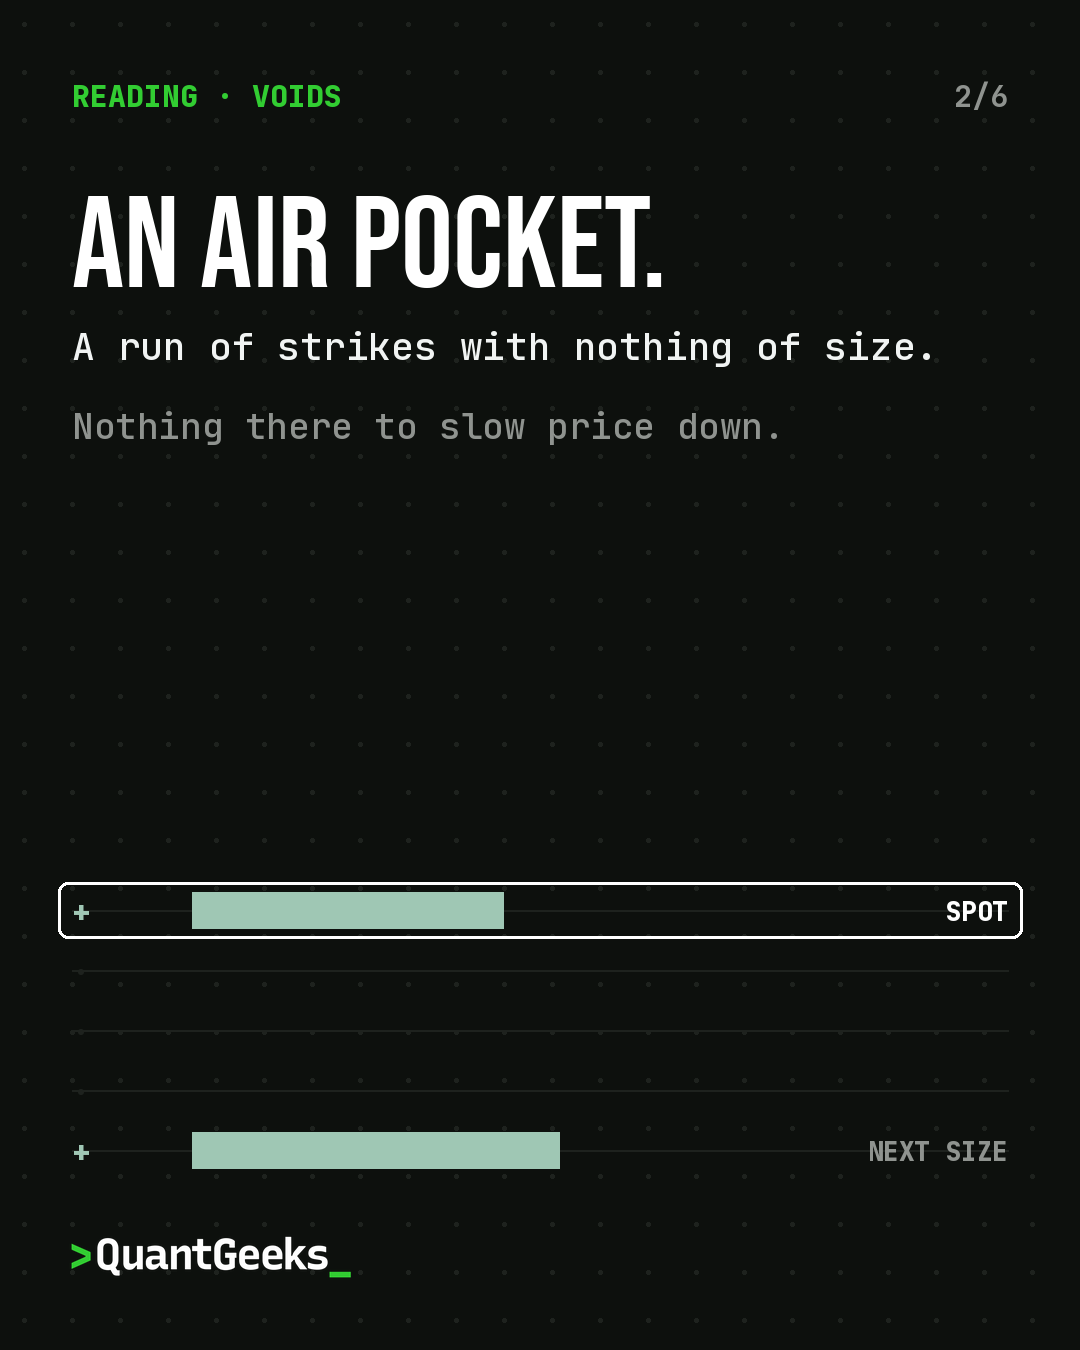 READING · VOIDS
2/6
AN AIR POCKET.
A run of strikes with nothing of size.
Nothing there to slow price down.
+ SPOT
+ NEXT SIZE
>QuantGeeks_